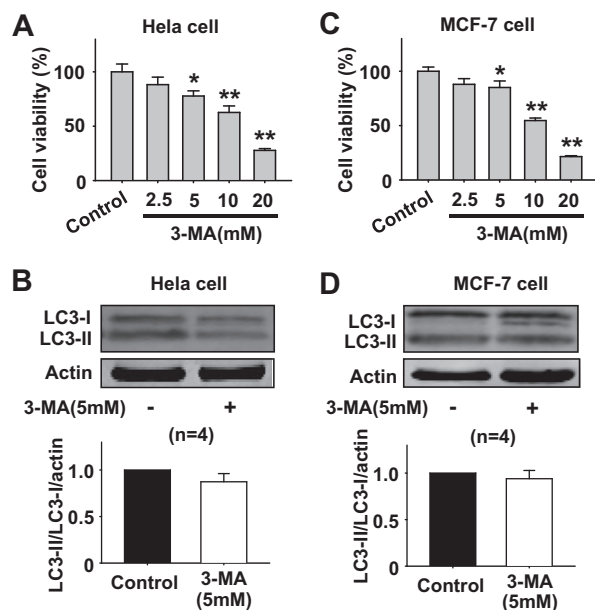 A
Hela cell
Cell viability (%)
100
50
0
*
**
**
Control
2.5
5
10
20
3-MA(mM)
C
MCF-7 cell
Cell viability (%)
100
50
0
*
**
**
Control
2.5
5
10
20
3-MA(mM)
B
Hela cell
LC3-I
LC3-II
Actin
3-MA(5mM)
-
+
(n=4)
LC3-II/LC3-I/actin
1.0
0.5
0
Control
3-MA
(5mM)
D
MCF-7 cell
LC3-I
LC3-II
Actin
3-MA(5mM)
-
+
(n=4)
LC3-II/LC3-I/actin
1.0
0.5
0
Control
3-MA
(5mM)